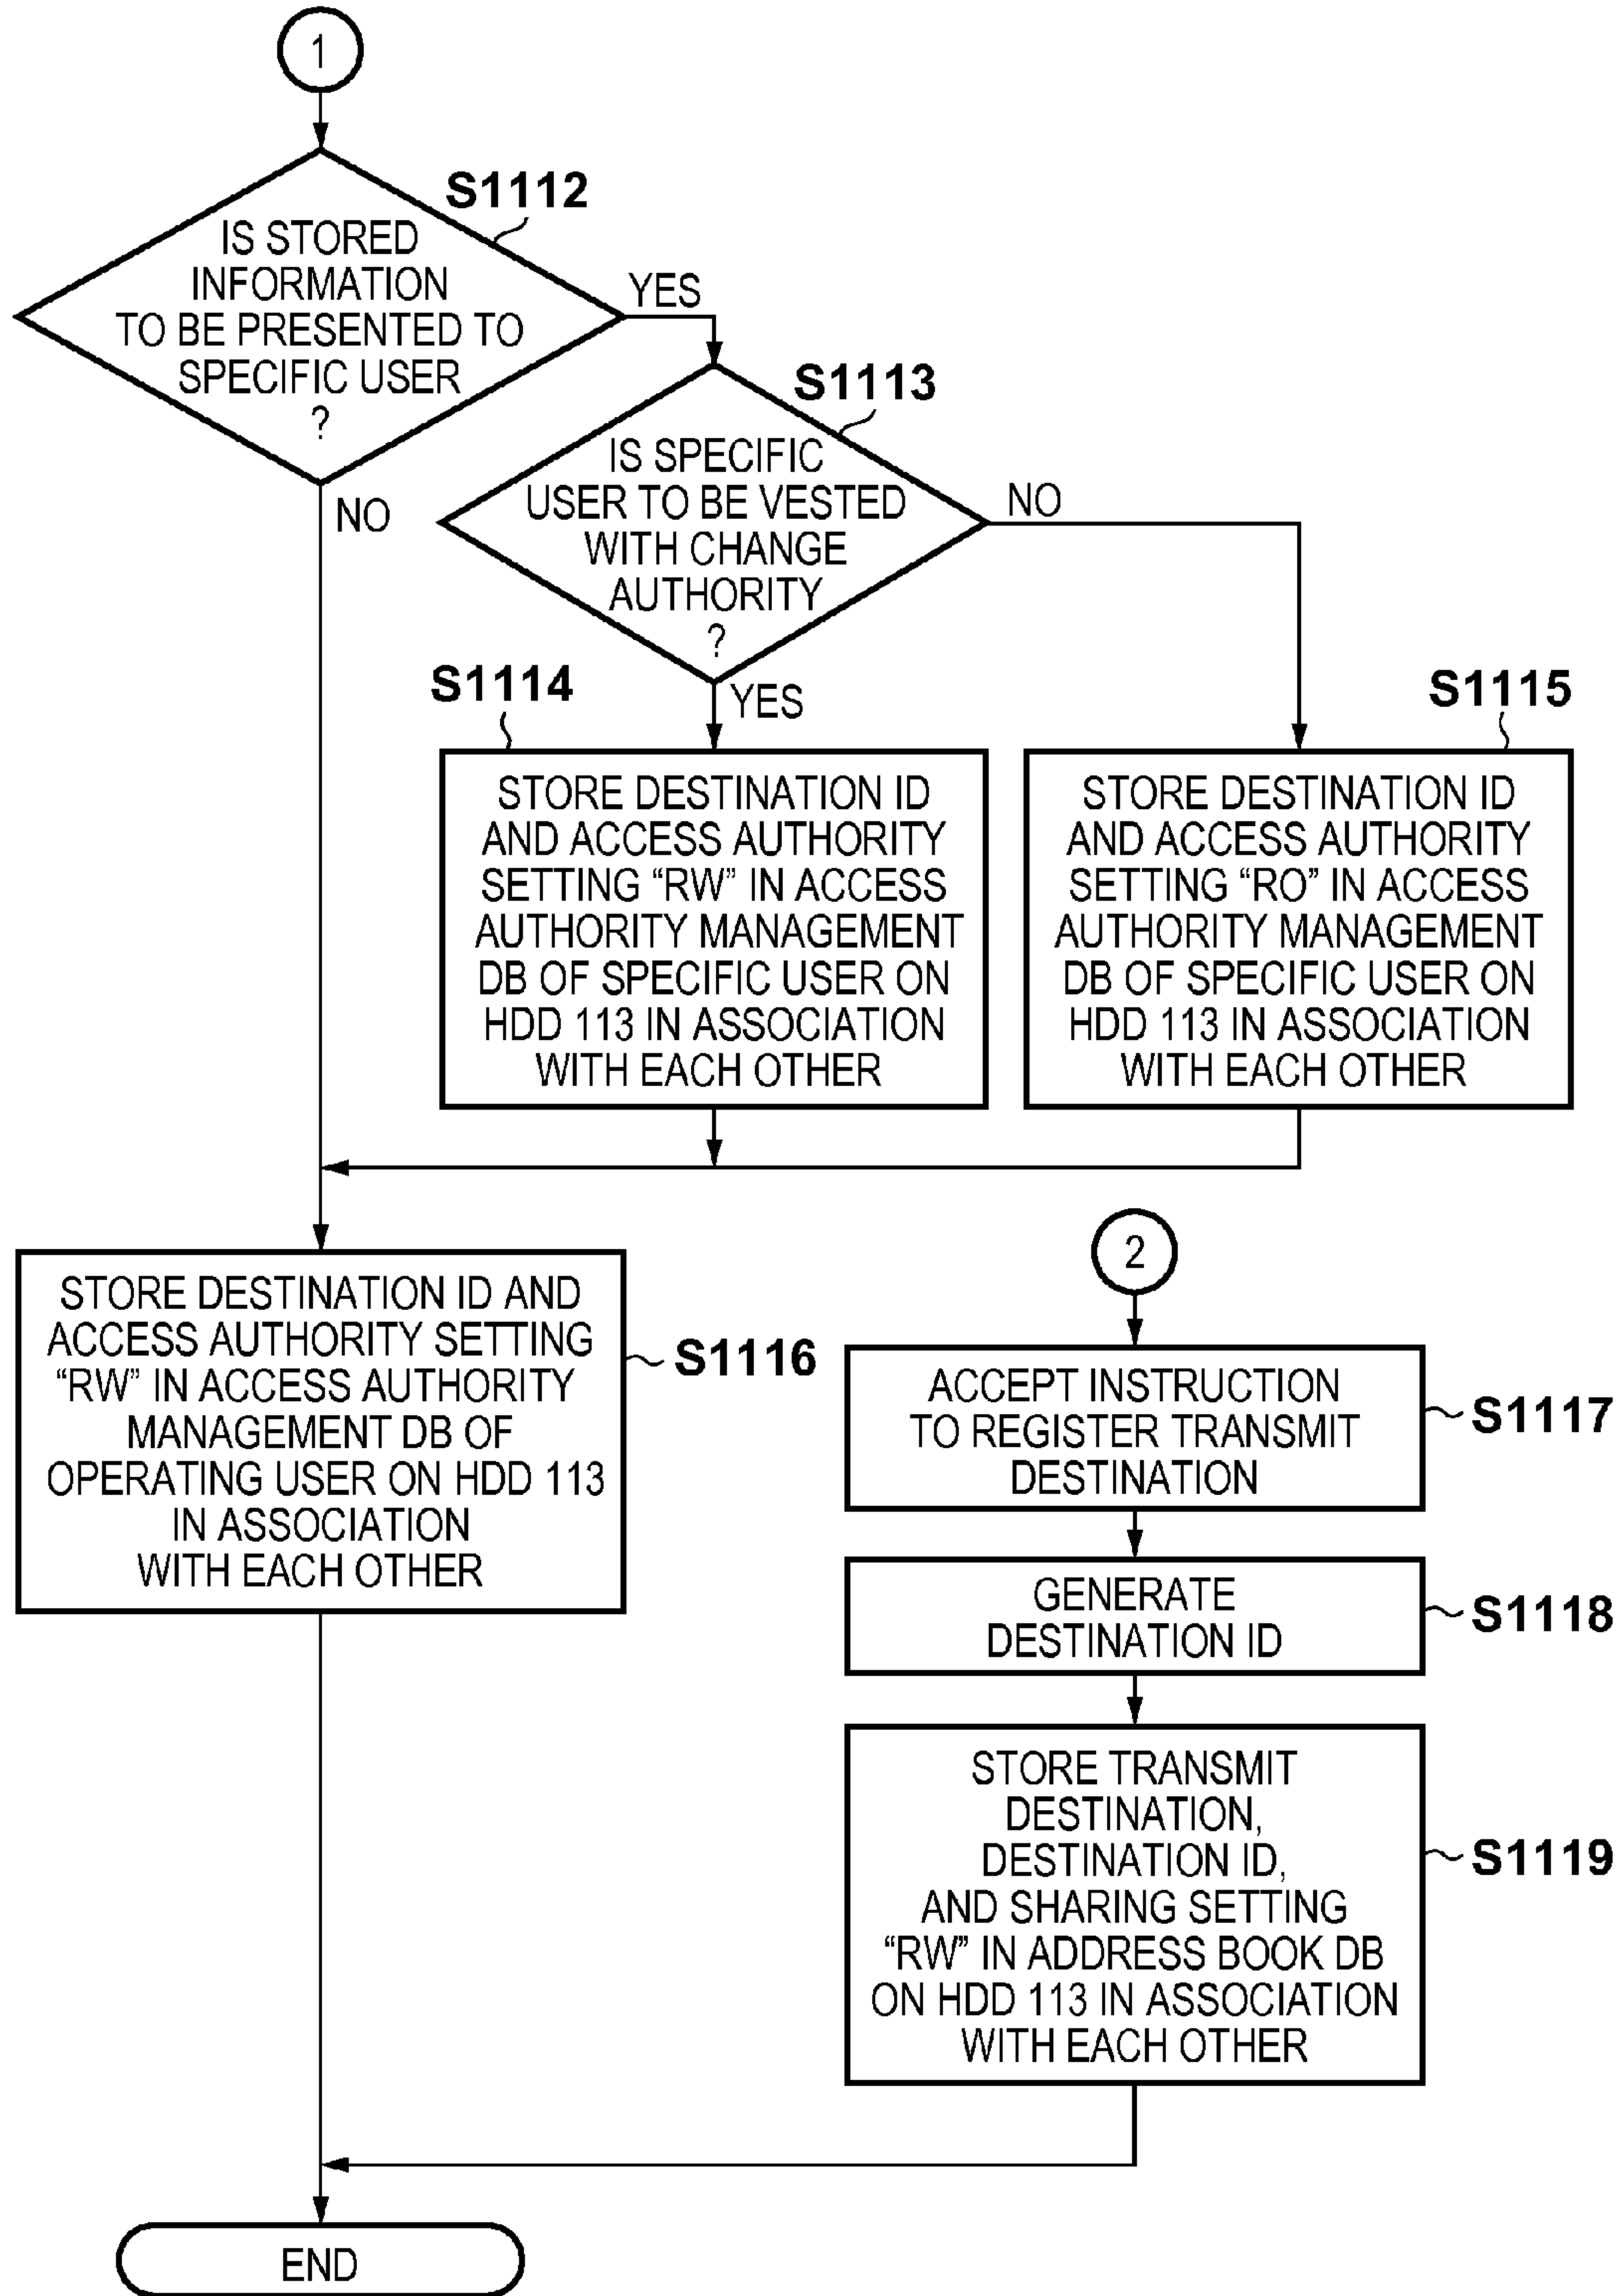 1
S1112
IS STORED
INFORMATION
TO BE PRESENTED TO
SPECIFIC USER
?
YES
NO
S1113
IS SPECIFIC
USER TO BE VESTED
WITH CHANGE
AUTHORITY
?
NO
YES
S1114
STORE DESTINATION ID
AND ACCESS AUTHORITY
SETTING “RW” IN ACCESS
AUTHORITY MANAGEMENT
DB OF SPECIFIC USER ON
HDD 113 IN ASSOCIATION
WITH EACH OTHER
S1115
STORE DESTINATION ID
AND ACCESS AUTHORITY
SETTING “RO” IN ACCESS
AUTHORITY MANAGEMENT
DB OF SPECIFIC USER ON
HDD 113 IN ASSOCIATION
WITH EACH OTHER
STORE DESTINATION ID AND
ACCESS AUTHORITY SETTING
“RW” IN ACCESS AUTHORITY
MANAGEMENT DB OF
OPERATING USER ON HDD 113
IN ASSOCIATION
WITH EACH OTHER
S1116
2
ACCEPT INSTRUCTION
TO REGISTER TRANSMIT
DESTINATION
S1117
GENERATE
DESTINATION ID
S1118
STORE TRANSMIT
DESTINATION,
DESTINATION ID,
AND SHARING SETTING
“RW” IN ADDRESS BOOK DB
ON HDD 113 IN ASSOCIATION
WITH EACH OTHER
S1119
END